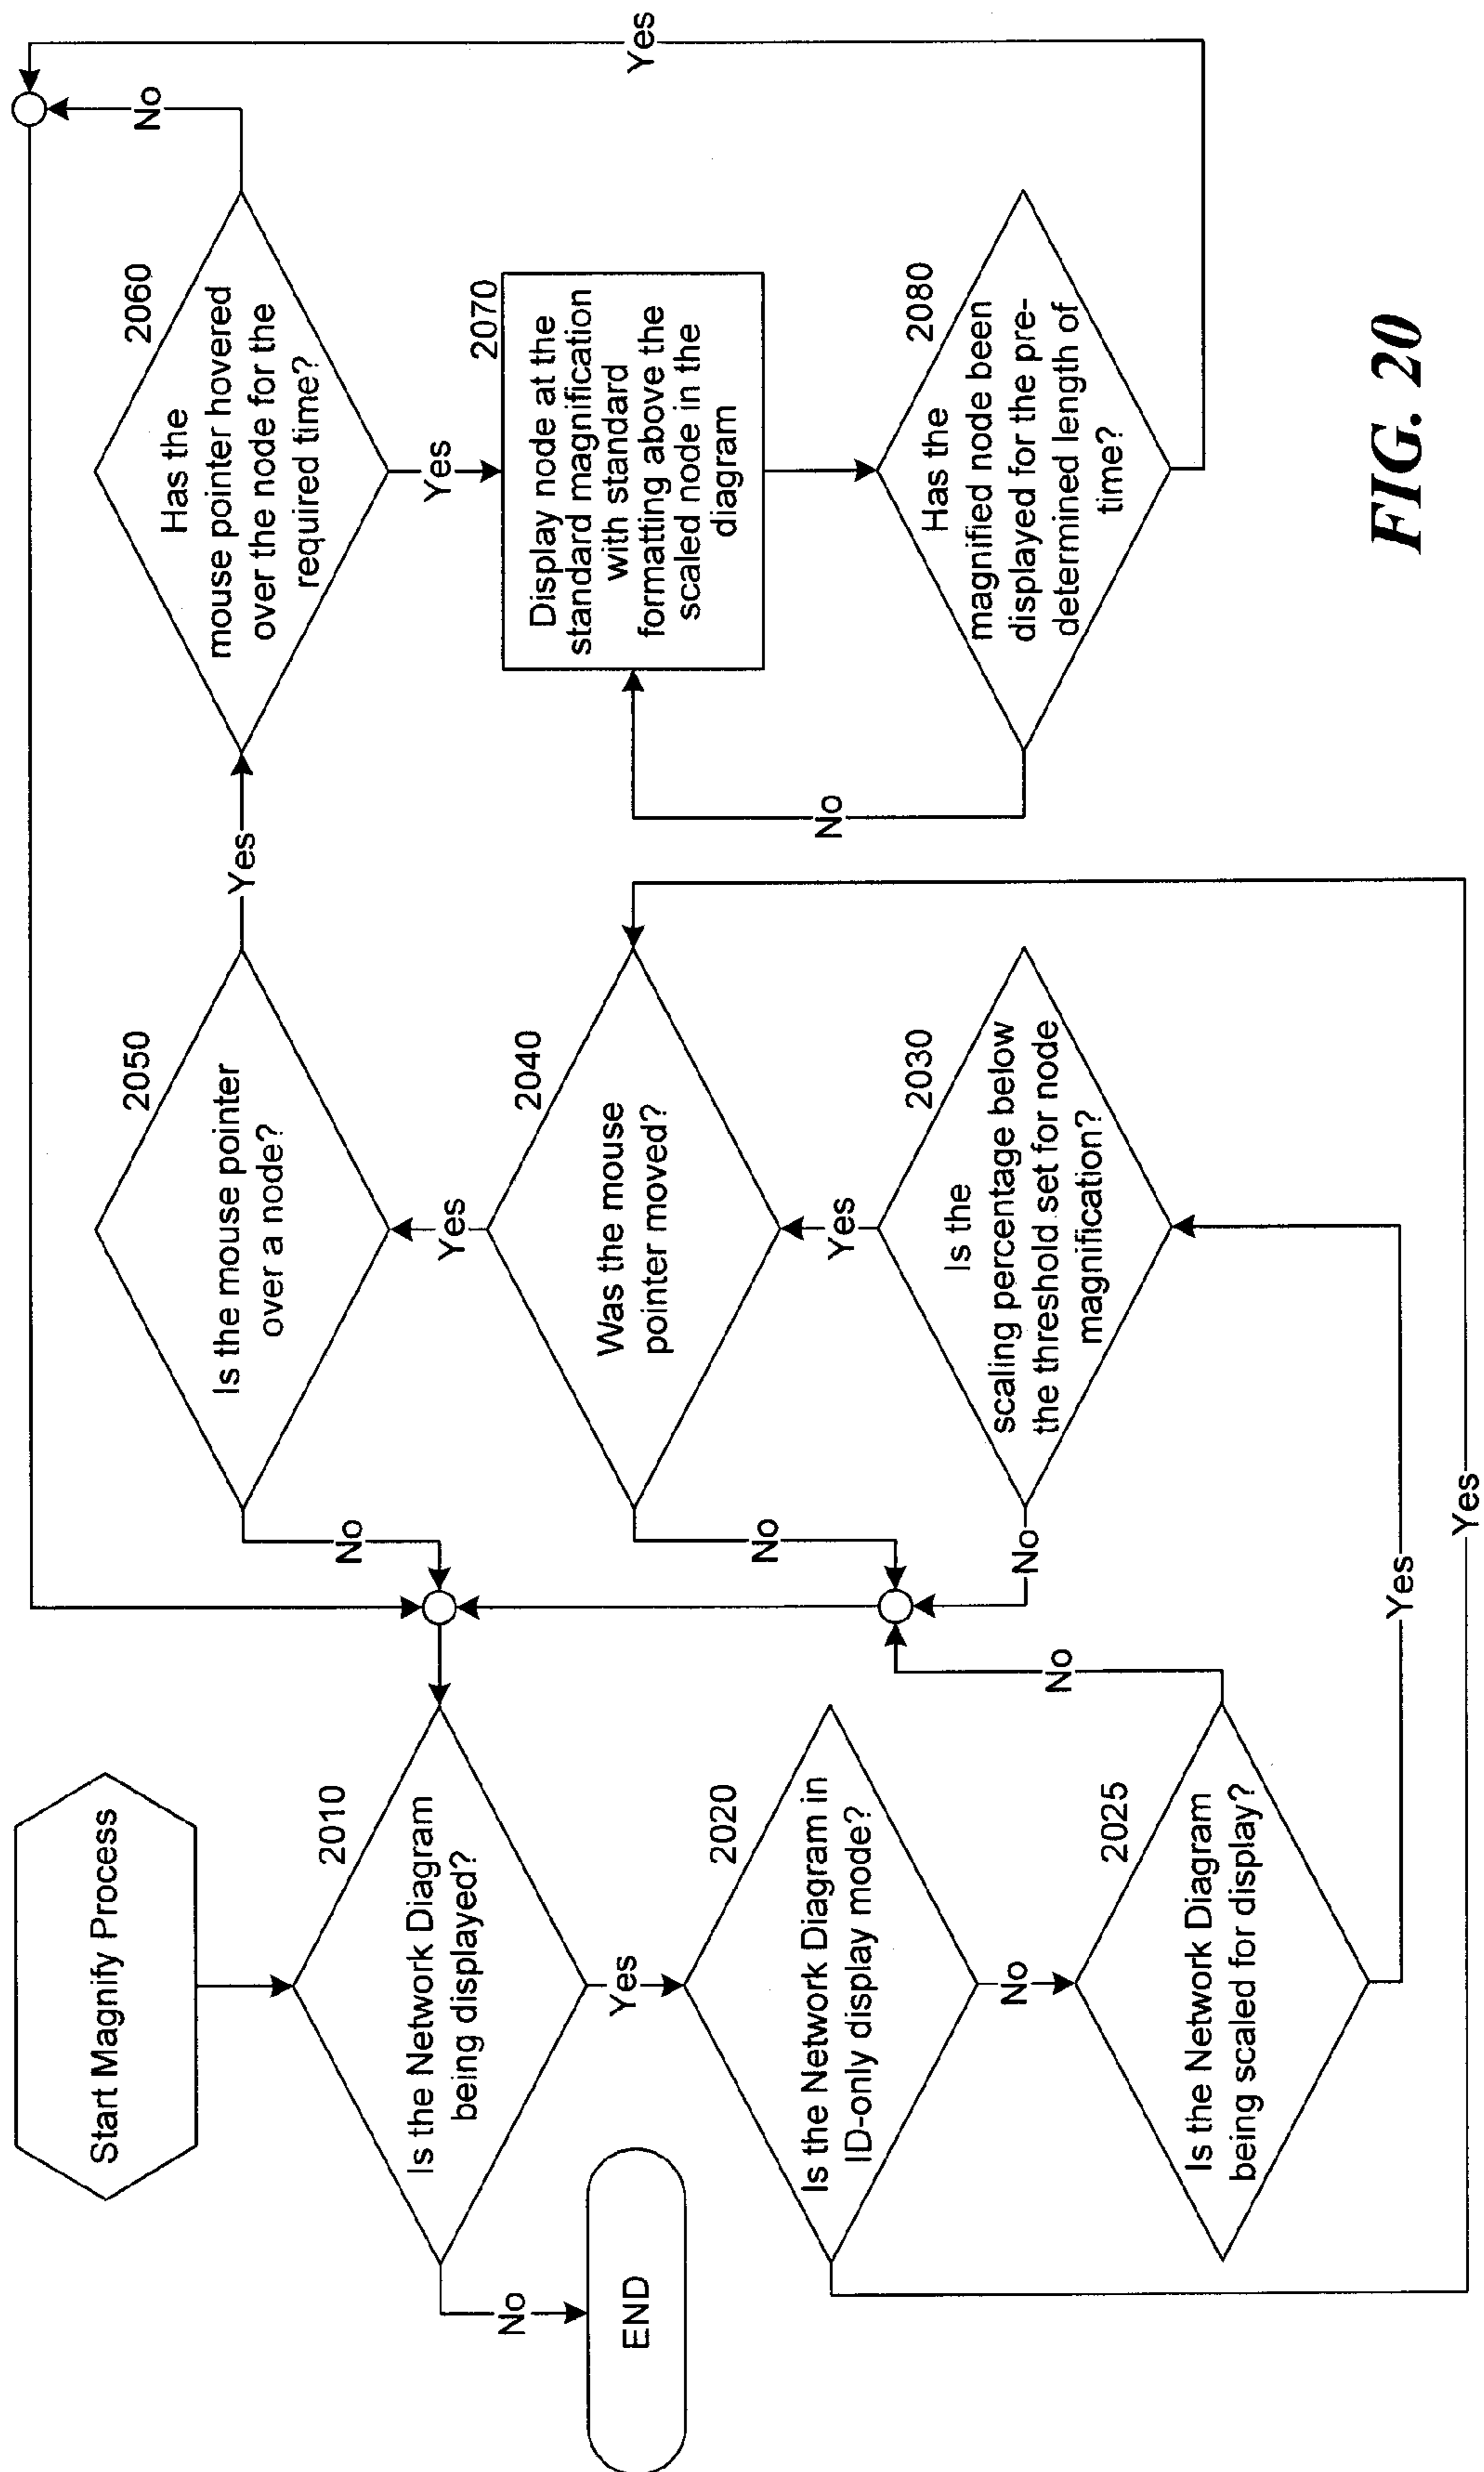 Start Magnify Process
2010
Is the Network Diagram
being displayed?
No
END
Yes
2020
Is the Network Diagram in
ID-only display mode?
No
2025
Is the Network Diagram
being scaled for display?
No
Yes
Yes
2050
Is the mouse pointer
over a node?
No
Yes
Yes
2040
Was the mouse
pointer moved?
No
Yes
2030
Is the
scaling percentage below
the threshold set for node
magnification?
No
2060
Has the
mouse pointer hovered
over the node for the
required time?
No
Yes
2070
Display node at the
standard magnification
with standard
formatting above the
scaled node in the
diagram
2080
Has the
magnified node been
displayed for the pre-
determined length of
time?
No
Yes
FIG. 20